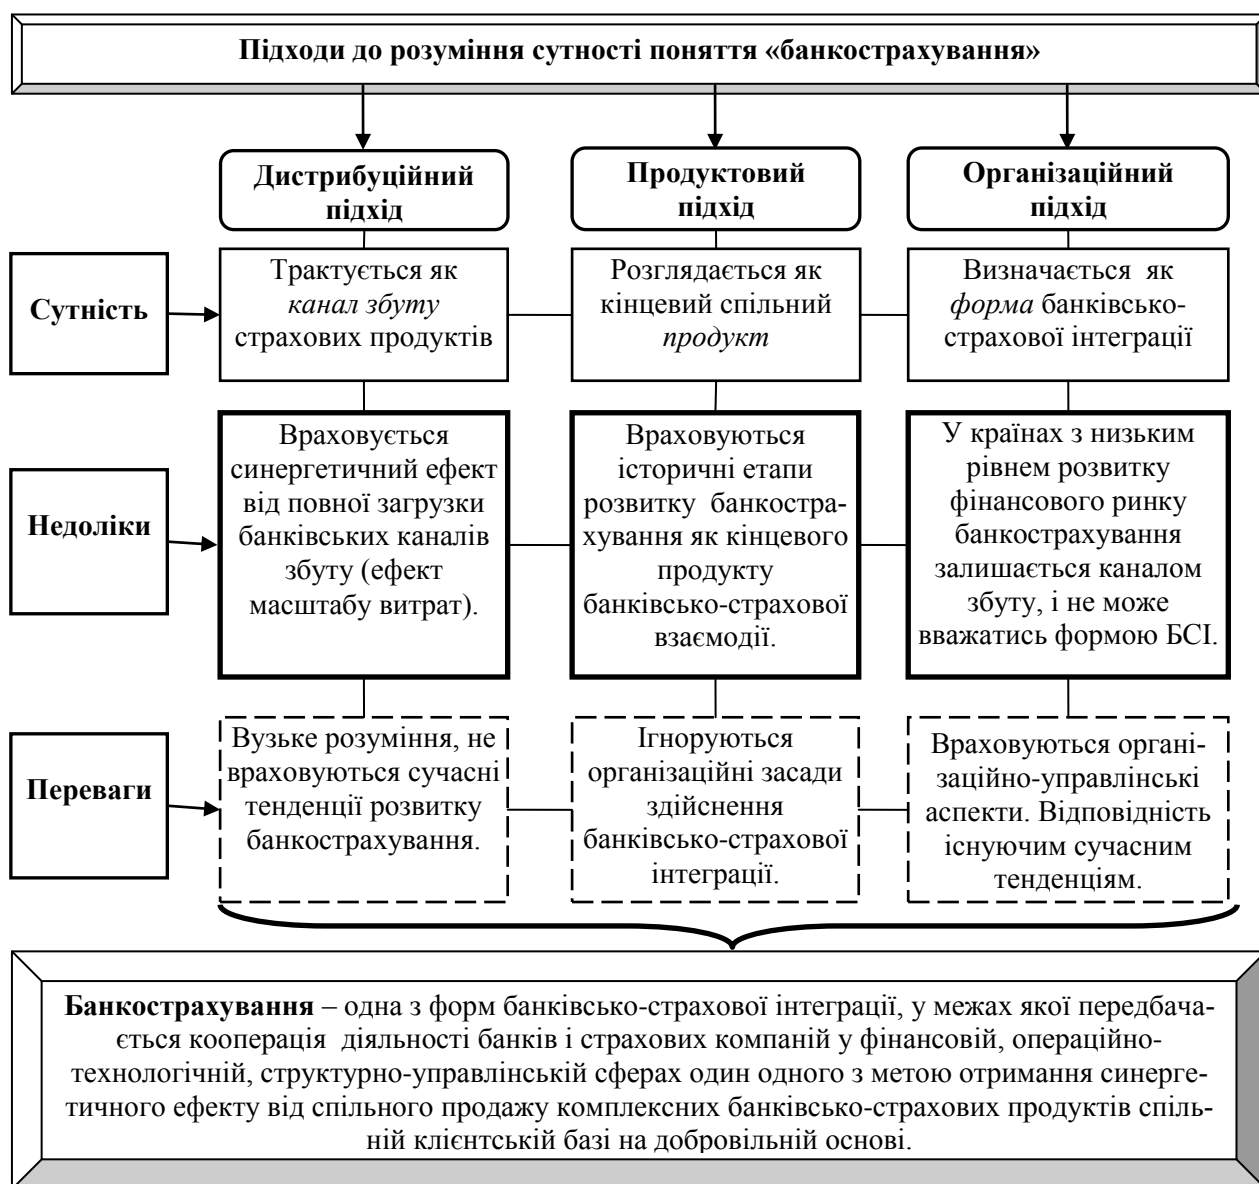 Підходи до розуміння сутності поняття «банкострахування»
Дистрибуційний
підхід
Продуктовий
підхід
Організаційний
підхід
Сутність
Трактується як
канал збуту
страхових продуктів
Розглядається як
кінцевий спільний
продукт
Визначається як
форма банківсько-
страхової інтеграції
Недоліки
Враховується
синергетичний ефект
від повної загрузки
банківських каналів
збуту (ефект
масштабу витрат).
Враховуються
історичні етапи
розвитку банкостра-
хування як кінцевого
продукту
банківсько-страхової
взаємодії.
У країнах з низьким
рівнем розвитку
фінансового ринку
банкострахування
залишається каналом
збуту, і не може
вважатись формою БСІ.
Переваги
Вузьке розуміння, не
враховуються сучасні
тенденції розвитку
банкострахування.
Ігноруються
організаційні засади
здійснення
банківсько-страхової
інтеграції.
Враховуються органі-
заційно-управлінські
аспекти. Відповідність
існуючим сучасним
тенденціям.
Банкострахування – одна з форм банківсько-страхової інтеграції, у межах якої передбача-
ється кооперація діяльності банків і страхових компаній у фінансовій, операційно-
технологічній, структурно-управлінській сферах один одного з метою отримання синерге-
тичного ефекту від спільного продажу комплексних банківсько-страхових продуктів спіль-
ній клієнтській базі на добровільній основі.